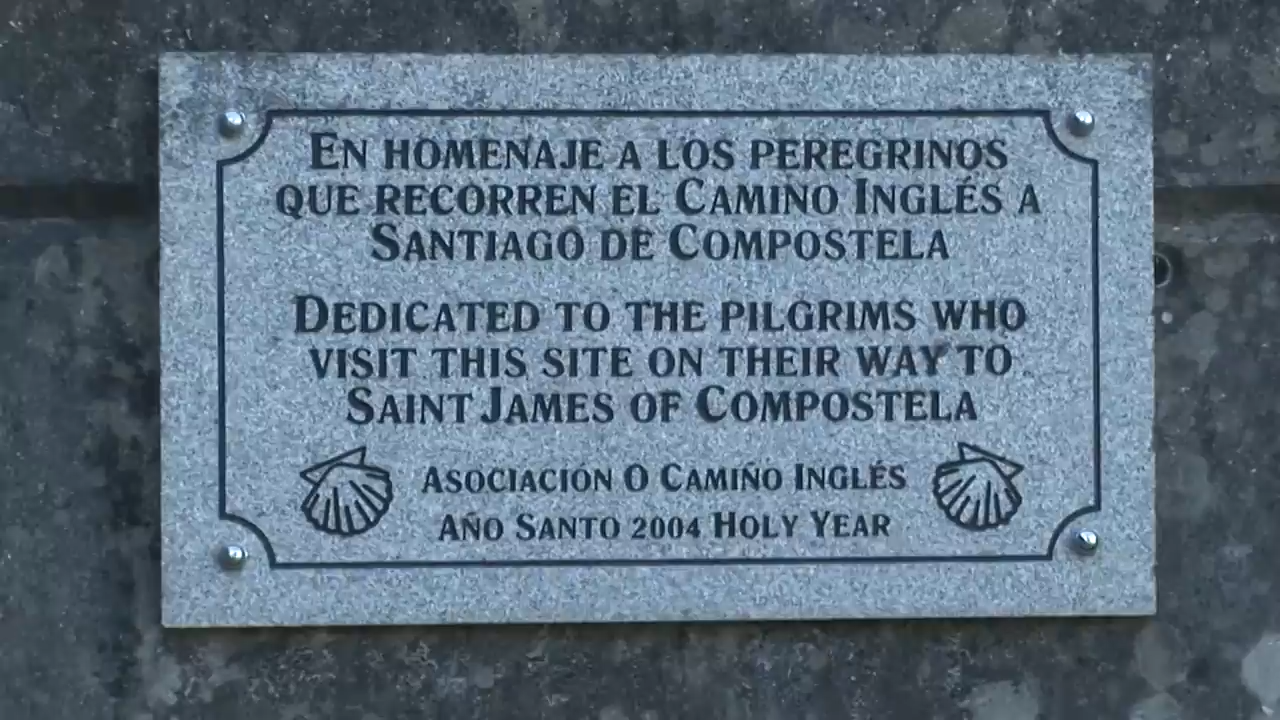 En homenaje a los peregrinos
que recorren el Camino Inglés a
Santiago de Compostela
Dedicated to the pilgrims who
visit this site on their way to
Saint James of Compostela
Asociación O Camiño Inglés
Año Santo 2004 Holy Year